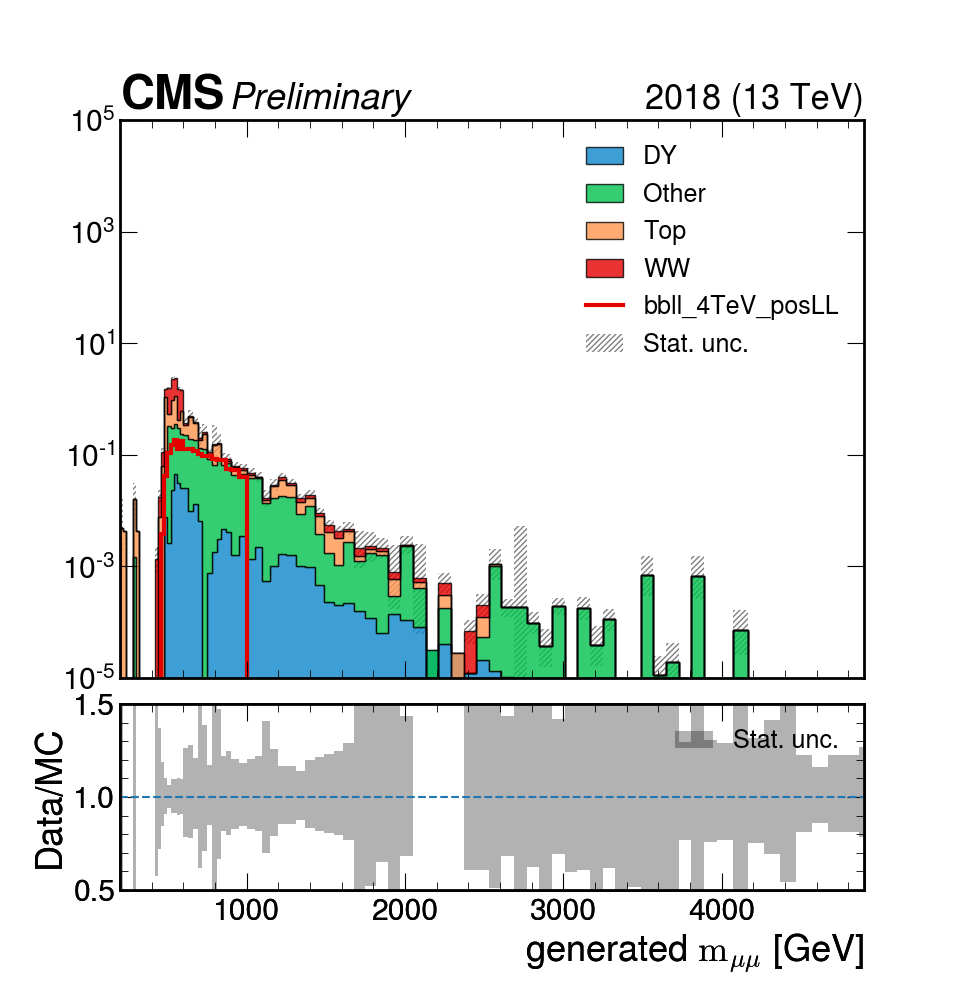 CMS Preliminary 2018 (13 TeV)
10^5
DY
Other
10^3
Top
WW
bbll_4TeV_posLL
10^1
Stat. unc.
10^-1
10^-3
10^-5
1.5
Stat. unc.
Data/MC
1.0
0.5
1000 2000 3000 4000
generated m_μμ [GeV]